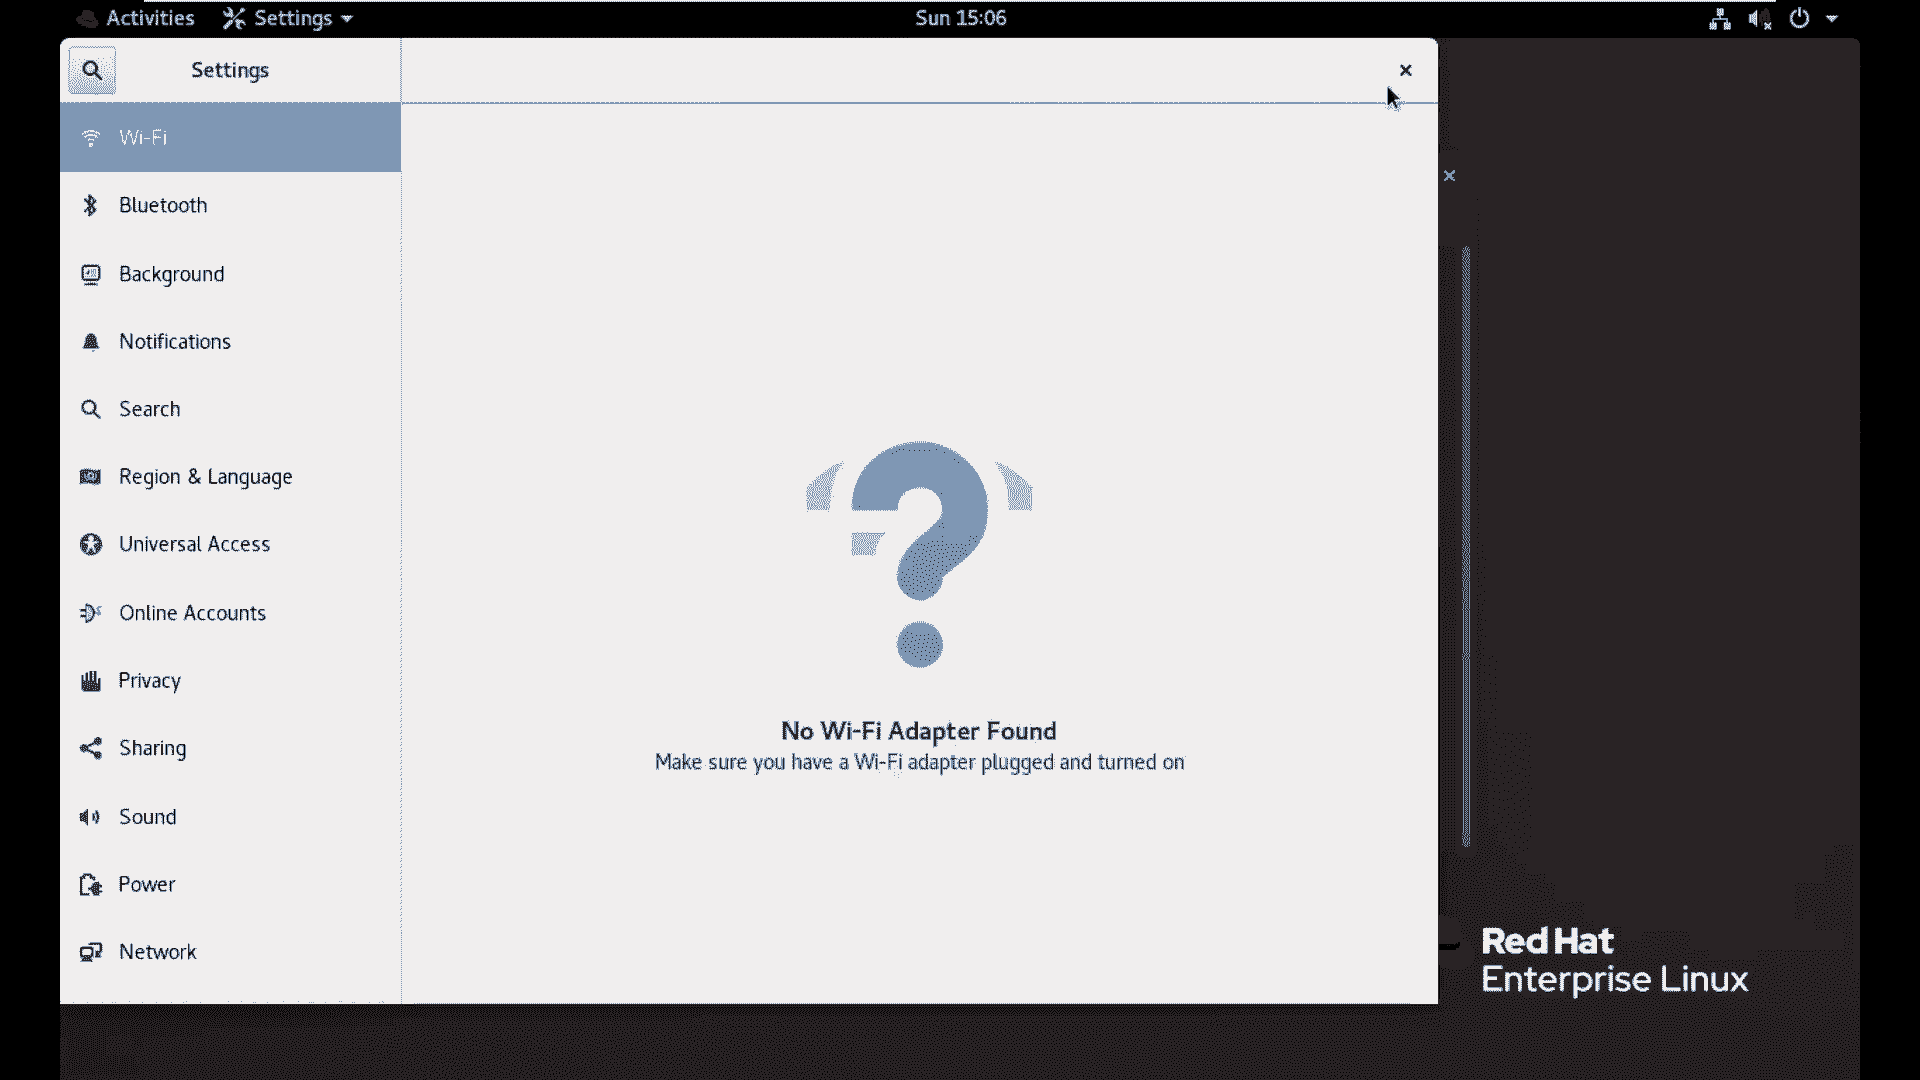 Activities
Settings
Sun 15:06
Settings
Wi-Fi
Bluetooth
Background
Notifications
Search
Region & Language
Universal Access
Online Accounts
Privacy
Sharing
Sound
Power
Network
No Wi-Fi Adapter Found
Make sure you have a Wi-Fi adapter plugged and turned on
Red Hat
Enterprise Linux